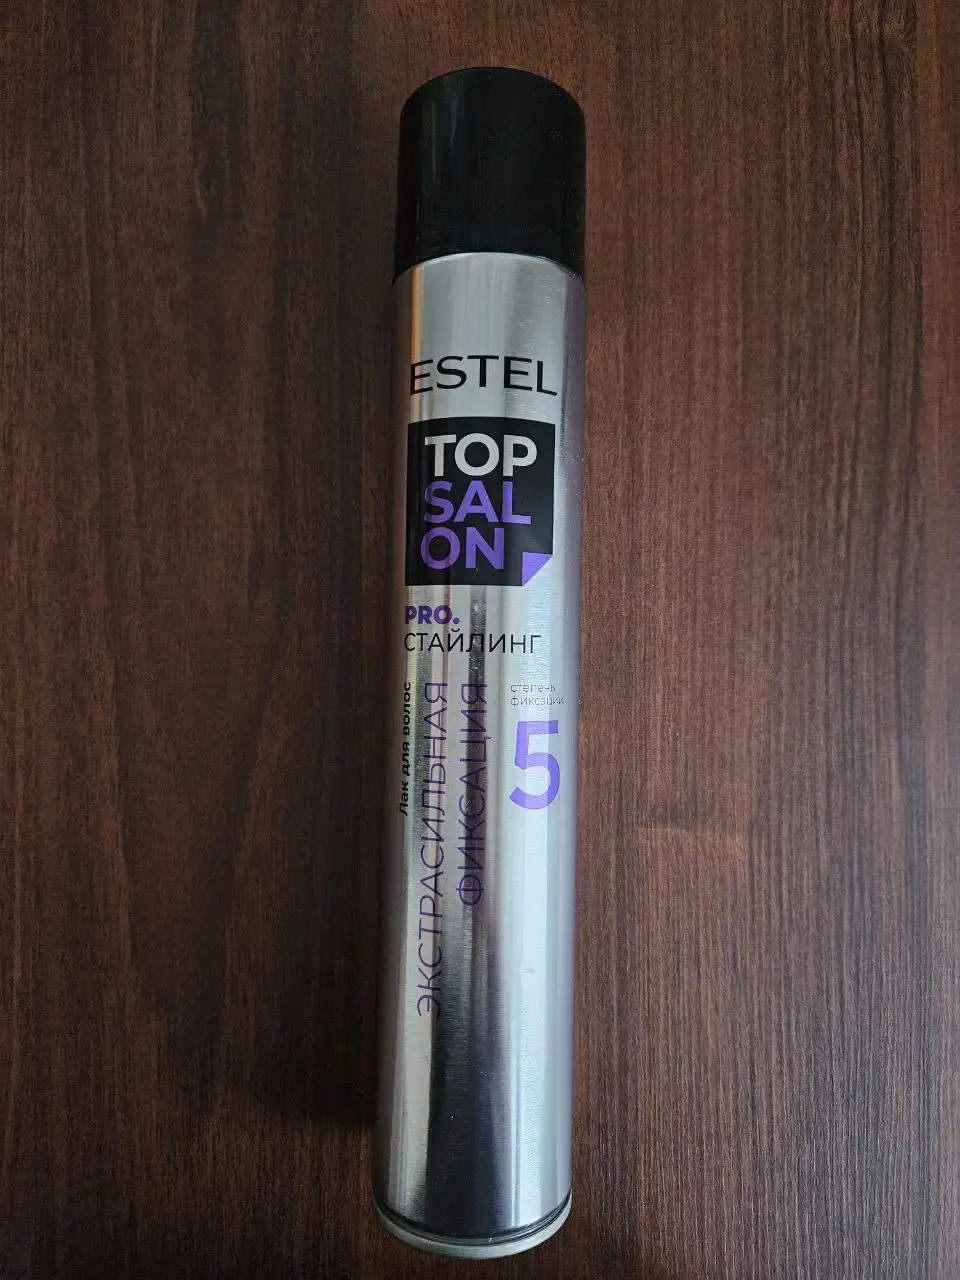 ESTEL
TOP
SAL
ON
PRO.
СТАЙЛИНГ
Лак для волос
ЭКСТРАСИЛЬНАЯ
ФИКСАЦИЯ
степень
фиксации
5